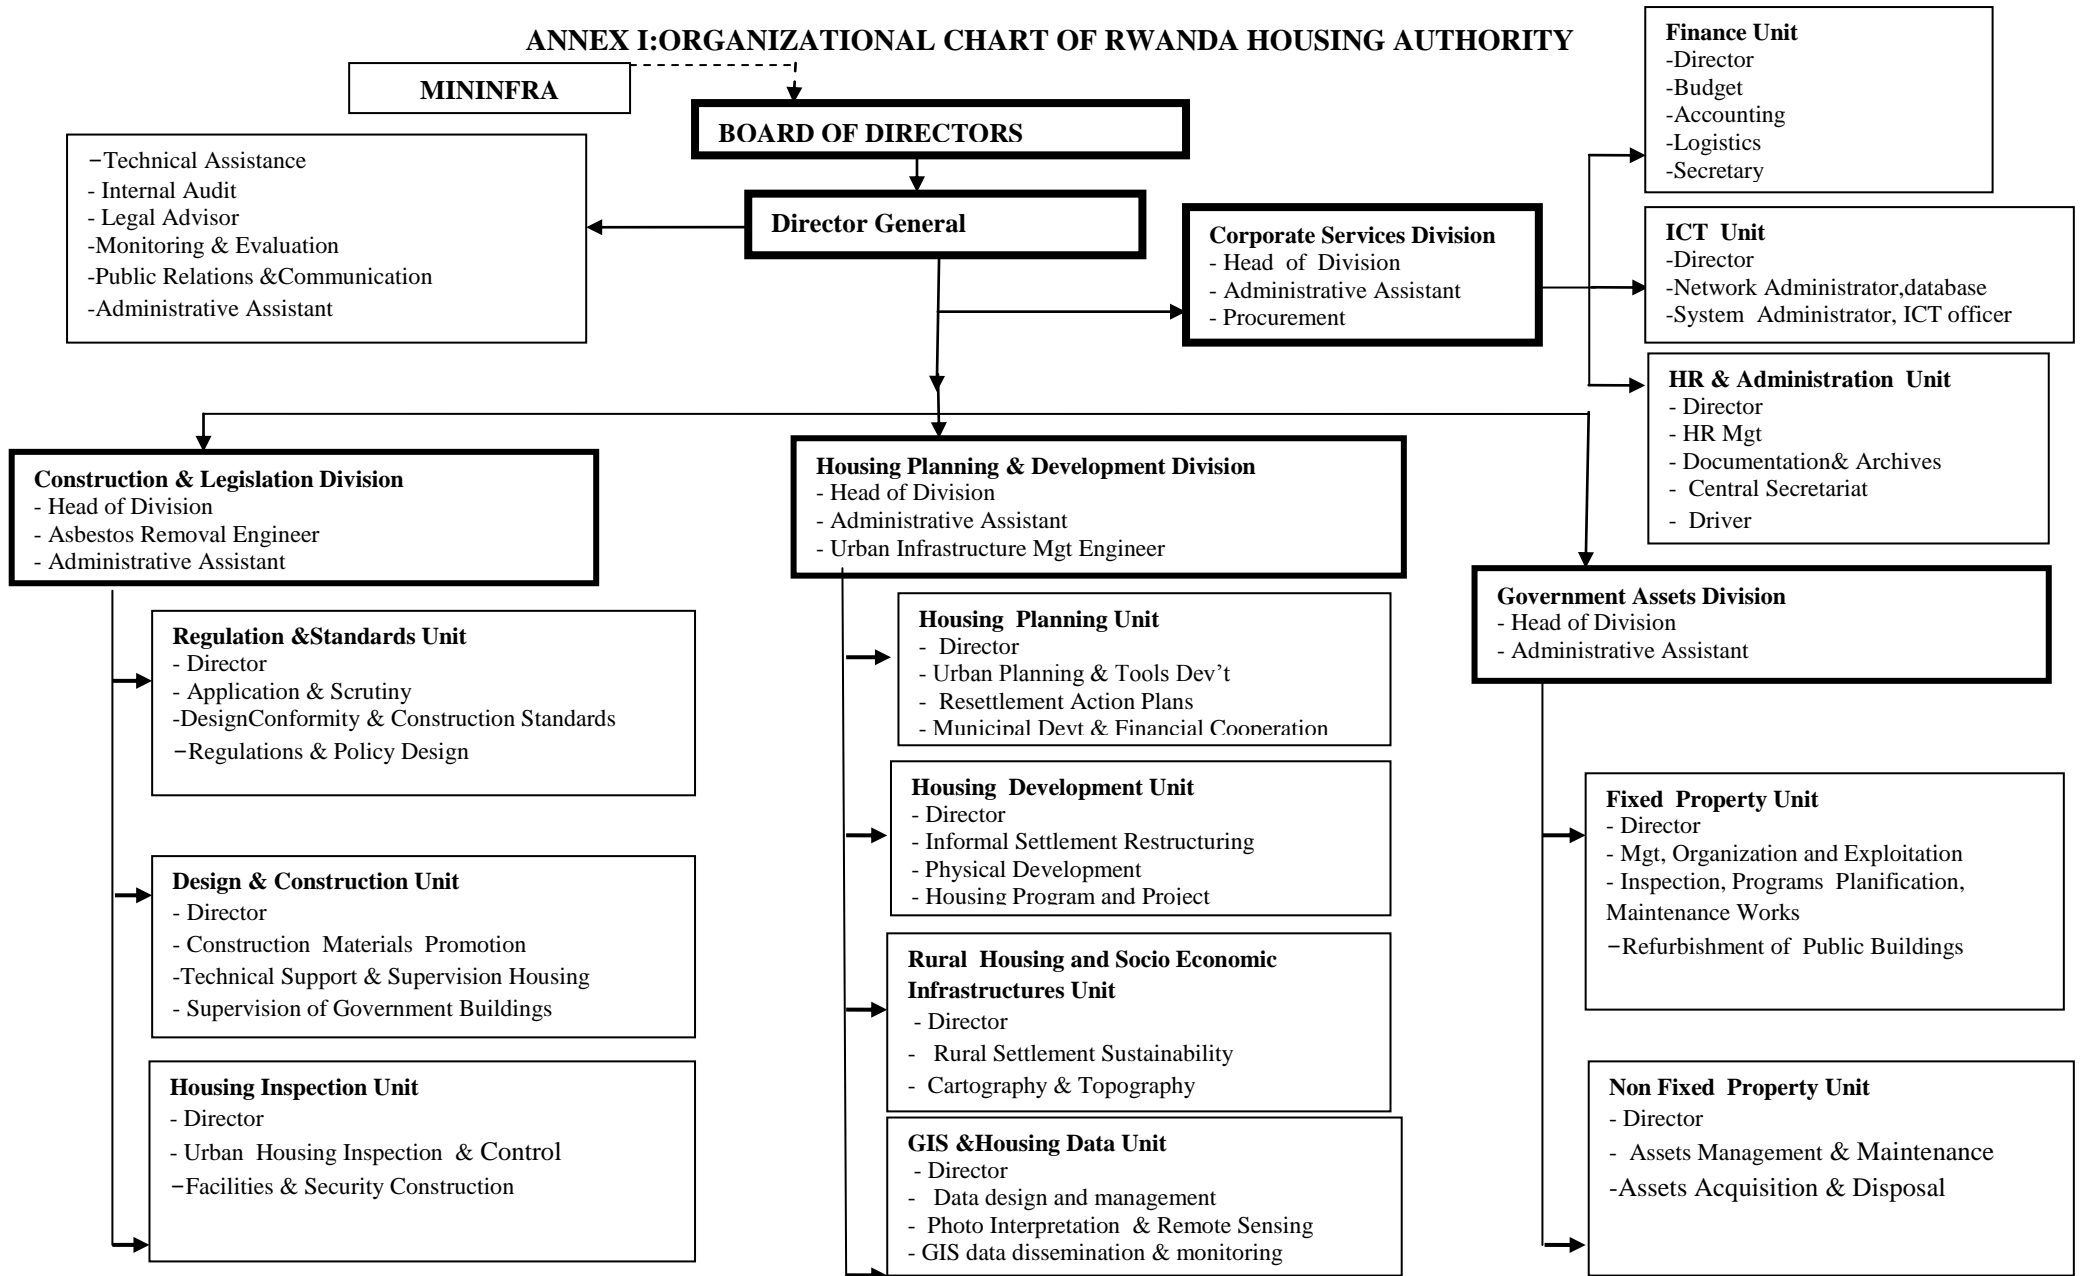 ANNEX I:ORGANIZATIONAL CHART OF RWANDA HOUSING AUTHORITY
MININFRA
BOARD OF DIRECTORS
Director General
-Technical Assistance
- Internal Audit
- Legal Advisor
-Monitoring & Evaluation
-Public Relations &Communication
-Administrative Assistant
Corporate Services Division
- Head of Division
- Administrative Assistant
- Procurement
Finance Unit
-Director
-Budget
-Accounting
-Logistics
-Secretary
ICT Unit
-Director
-Network Administrator,database
-System Administrator, ICT officer
HR & Administration Unit
- Director
- HR Mgt
- Documentation& Archives
- Central Secretariat
- Driver
Construction & Legislation Division
- Head of Division
- Asbestos Removal Engineer
- Administrative Assistant
Regulation &Standards Unit
- Director
- Application & Scrutiny
-DesignConformity & Construction Standards
-Regulations & Policy Design
Design & Construction Unit
- Director
- Construction Materials Promotion
-Technical Support & Supervision Housing
- Supervision of Government Buildings
Housing Inspection Unit
- Director
- Urban Housing Inspection & Control
-Facilities & Security Construction
Housing Planning & Development Division
- Head of Division
- Administrative Assistant
- Urban Infrastructure Mgt Engineer
Housing Planning Unit
- Director
- Urban Planning & Tools Dev’t
- Resettlement Action Plans
- Municipal Devt & Financial Cooperation
Housing Development Unit
- Director
- Informal Settlement Restructuring
- Physical Development
- Housing Program and Project
Rural Housing and Socio Economic
Infrastructures Unit
- Director
- Rural Settlement Sustainability
- Cartography & Topography
GIS &Housing Data Unit
- Director
- Data design and management
- Photo Interpretation & Remote Sensing
- GIS data dissemination & monitoring
Government Assets Division
- Head of Division
- Administrative Assistant
Fixed Property Unit
- Director
- Mgt, Organization and Exploitation
- Inspection, Programs Planification,
Maintenance Works
-Refurbishment of Public Buildings
Non Fixed Property Unit
- Director
- Assets Management & Maintenance
-Assets Acquisition & Disposal